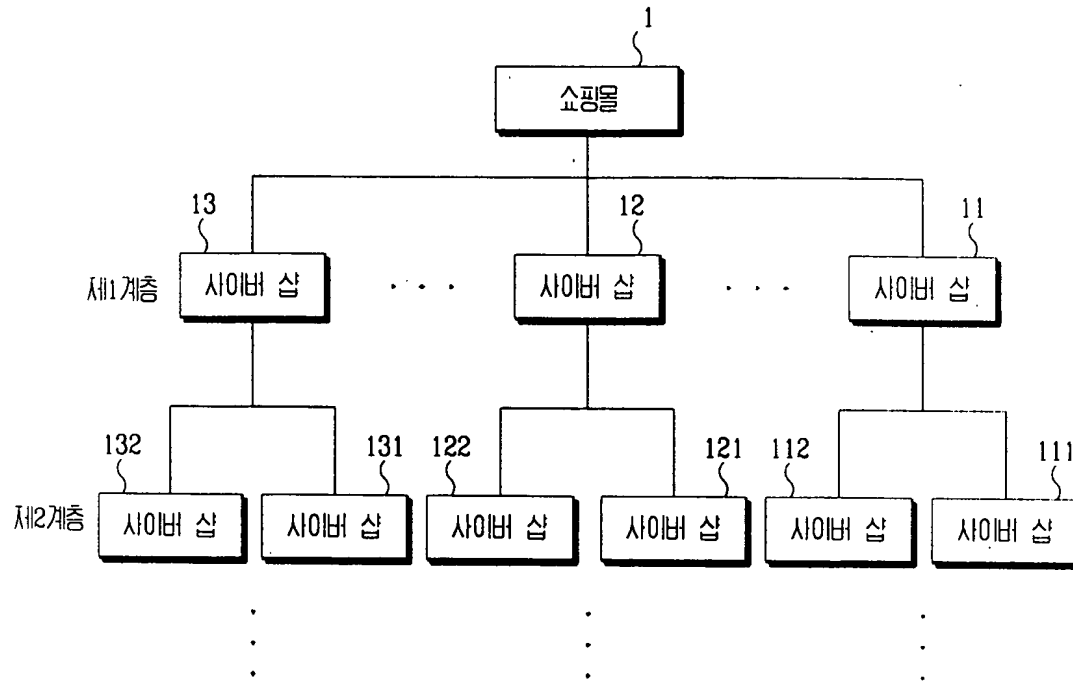 1
쇼핑몰
13
12
11
제1계층
사이버 샵
. . .
사이버 샵
. . .
사이버 샵
132
131
122
121
112
111
제2계층
사이버 샵
사이버 샵
사이버 샵
사이버 샵
사이버 샵
사이버 샵